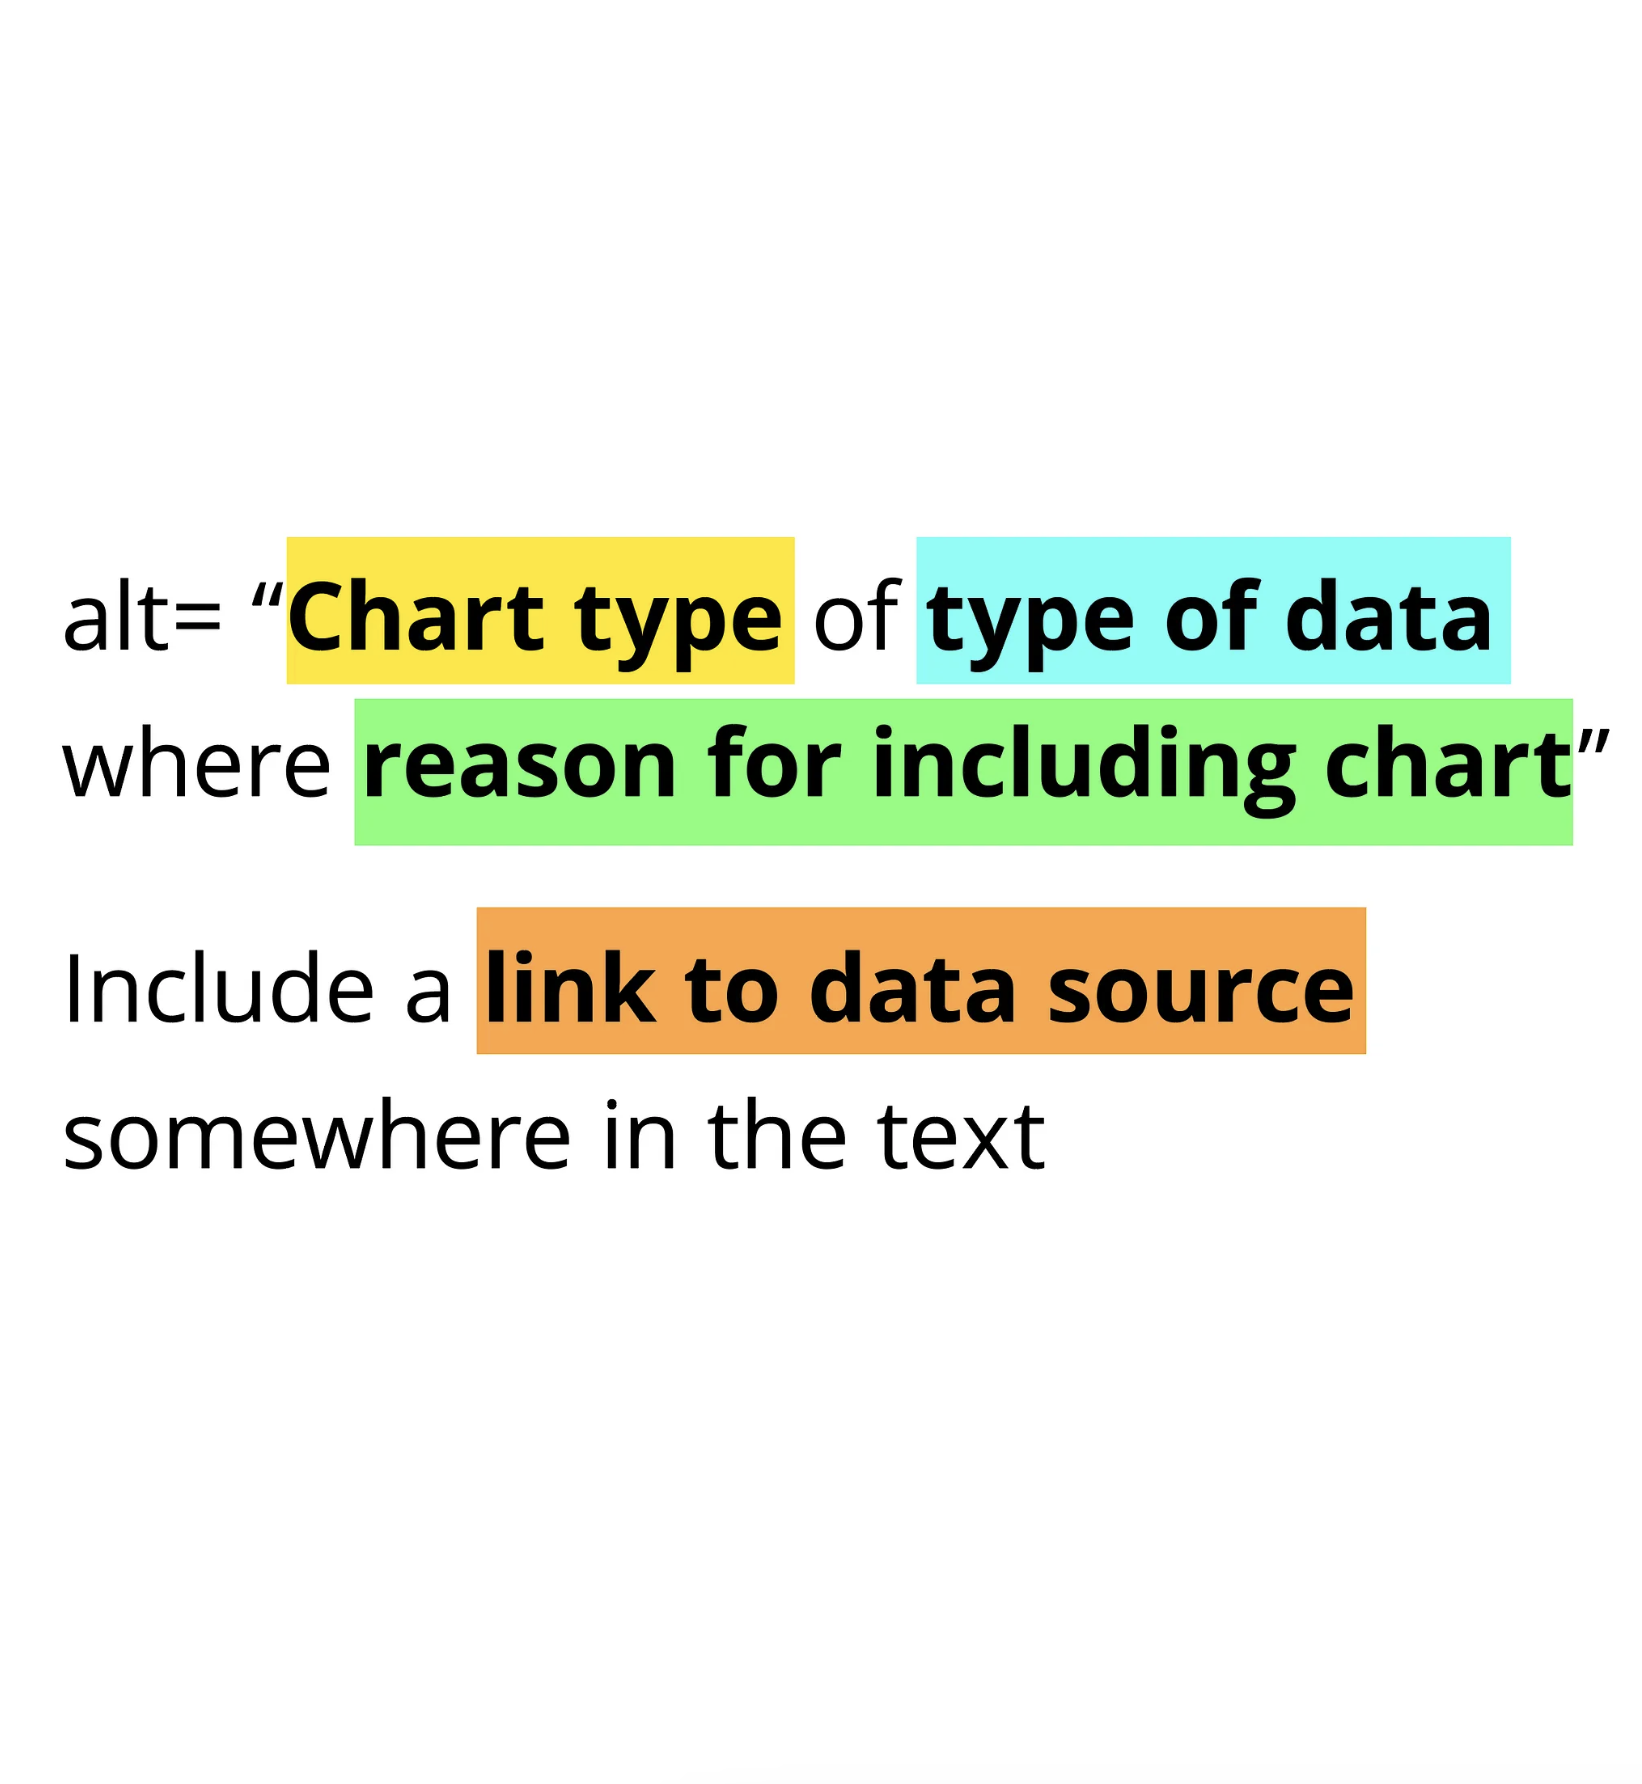 alt= “Chart type of type of data
where reason for including chart”
Include a link to data source
somewhere in the text